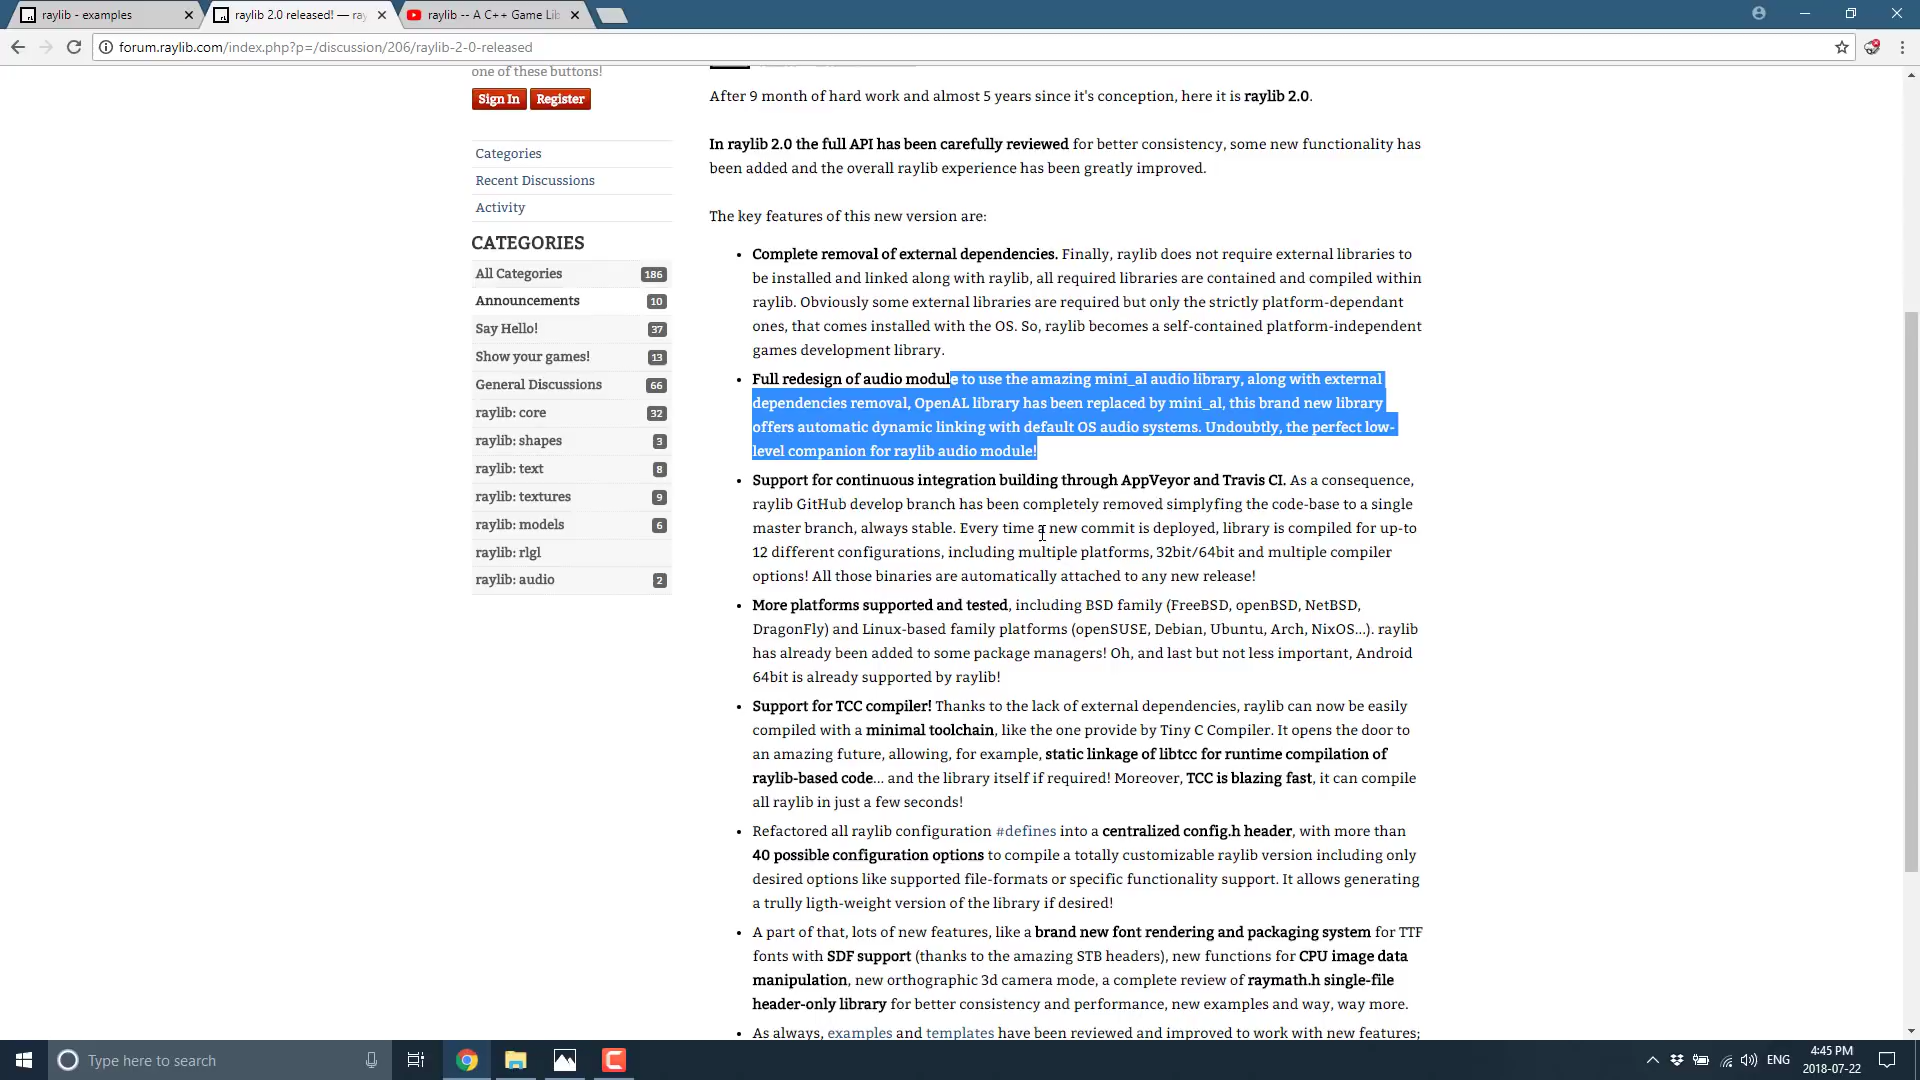 raylib - examples
raylib 2.0 released! — ray
raylib -- A C++ Game Lib
forum.raylib.com/index.php?p=/discussion/206/raylib-2-0-released
one of these buttons!
Sign In Register
Categories
Recent Discussions
Activity
CATEGORIES
All Categories 186
Announcements 10
Say Hello! 37
Show your games! 13
General Discussions 66
raylib: core 32
raylib: shapes 3
raylib: text 8
raylib: textures 9
raylib: models 6
raylib: rlgl
raylib: audio 2
After 9 month of hard work and almost 5 years since it's conception, here it is raylib 2.0.
In raylib 2.0 the full API has been carefully reviewed for better consistency, some new functionality has
been added and the overall raylib experience has been greatly improved.
The key features of this new version are:
• Complete removal of external dependencies. Finally, raylib does not require external libraries to
be installed and linked along with raylib, all required libraries are contained and compiled within
raylib. Obviously some external libraries are required but only the strictly platform-dependant
ones, that comes installed with the OS. So, raylib becomes a self-contained platform-independent
games development library.
• Full redesign of audio module to use the amazing mini_al audio library, along with external
dependencies removal, OpenAL library has been replaced by mini_al, this brand new library
offers automatic dynamic linking with default OS audio systems. Undoubtly, the perfect low-
level companion for raylib audio module!
• Support for continuous integration building through AppVeyor and Travis CI. As a consequence,
raylib GitHub develop branch has been completely removed simplyfing the code-base to a single
master branch, always stable. Every time a new commit is deployed, library is compiled for up-to
12 different configurations, including multiple platforms, 32bit/64bit and multiple compiler
options! All those binaries are automatically attached to any new release!
• More platforms supported and tested, including BSD family (FreeBSD, openBSD, NetBSD,
DragonFly) and Linux-based family platforms (openSUSE, Debian, Ubuntu, Arch, NixOS...). raylib
has already been added to some package managers! Oh, and last but not less important, Android
64bit is already supported by raylib!
• Support for TCC compiler! Thanks to the lack of external dependencies, raylib can now be easily
compiled with a minimal toolchain, like the one provide by Tiny C Compiler. It opens the door to
an amazing future, allowing, for example, static linkage of libtcc for runtime compilation of
raylib-based code... and the library itself if required! Moreover, TCC is blazing fast, it can compile
all raylib in just a few seconds!
• Refactored all raylib configuration #defines into a centralized config.h header, with more than
40 possible configuration options to compile a totally customizable raylib version including only
desired options like supported file-formats or specific functionality support. It allows generating
a trully ligth-weight version of the library if desired!
• A part of that, lots of new features, like a brand new font rendering and packaging system for TTF
fonts with SDF support (thanks to the amazing STB headers), new functions for CPU image data
manipulation, new orthographic 3d camera mode, a complete review of raymath.h single-file
header-only library for better consistency and performance, new examples and way, way more.
• As always, examples and templates have been reviewed and improved to work with new features;
Type here to search
ENG
4:45 PM
2018-07-22